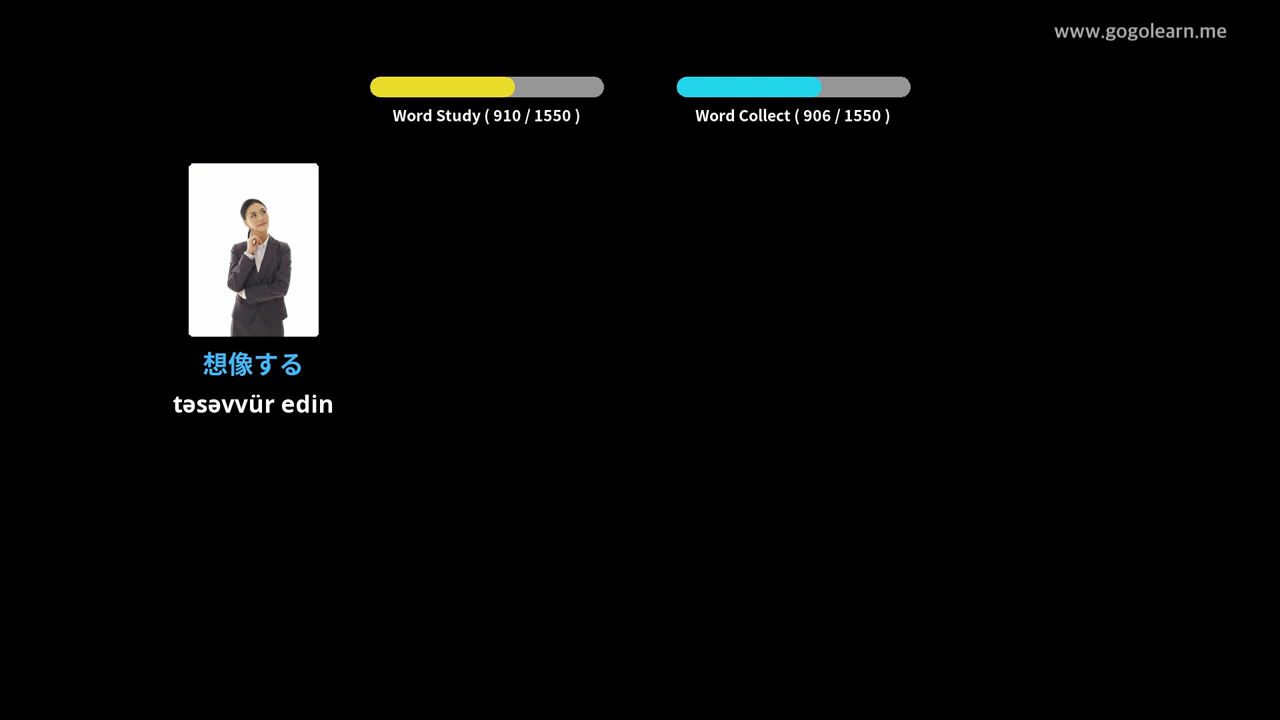 www.gogolearn.me
Word Study ( 910 / 1550 )
Word Collect ( 906 / 1550 )
想像する
təsəvvür edin